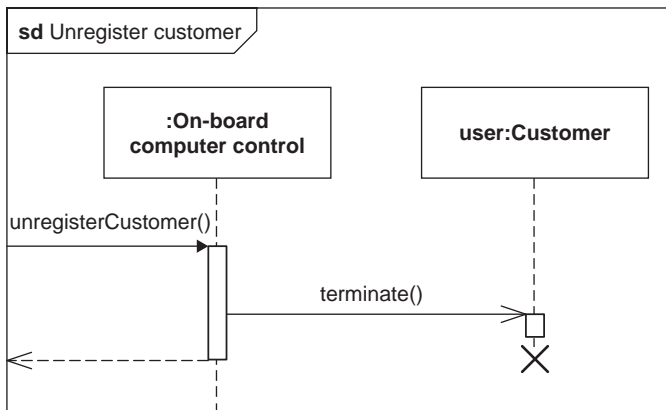 sd Unregister customer
:On-board
computer control
user:Customer
unregisterCustomer()
terminate()